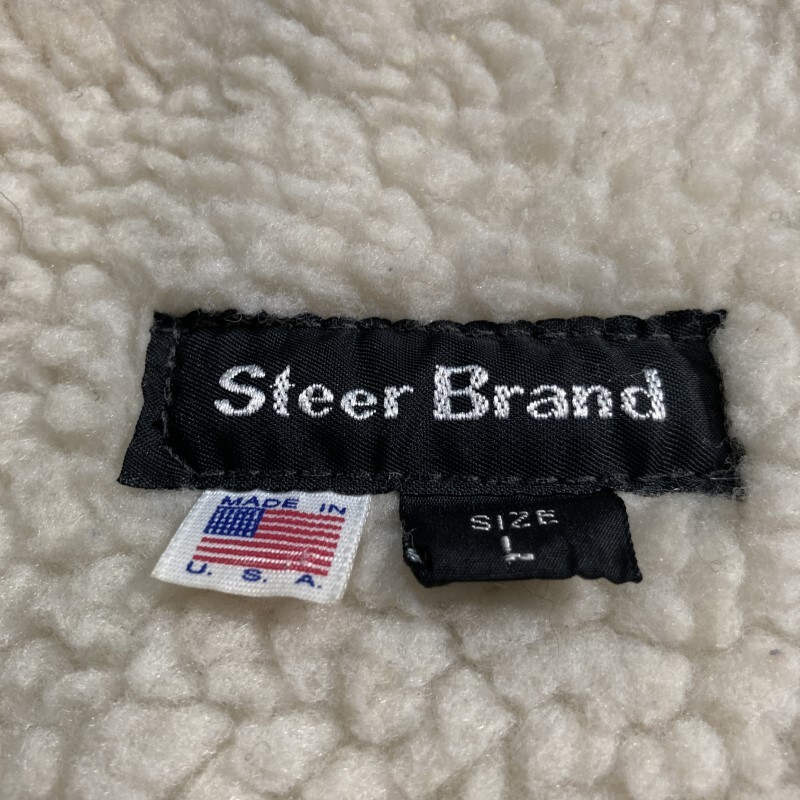 Steer Brand
MADE IN
U. S. A.
SIZE
L